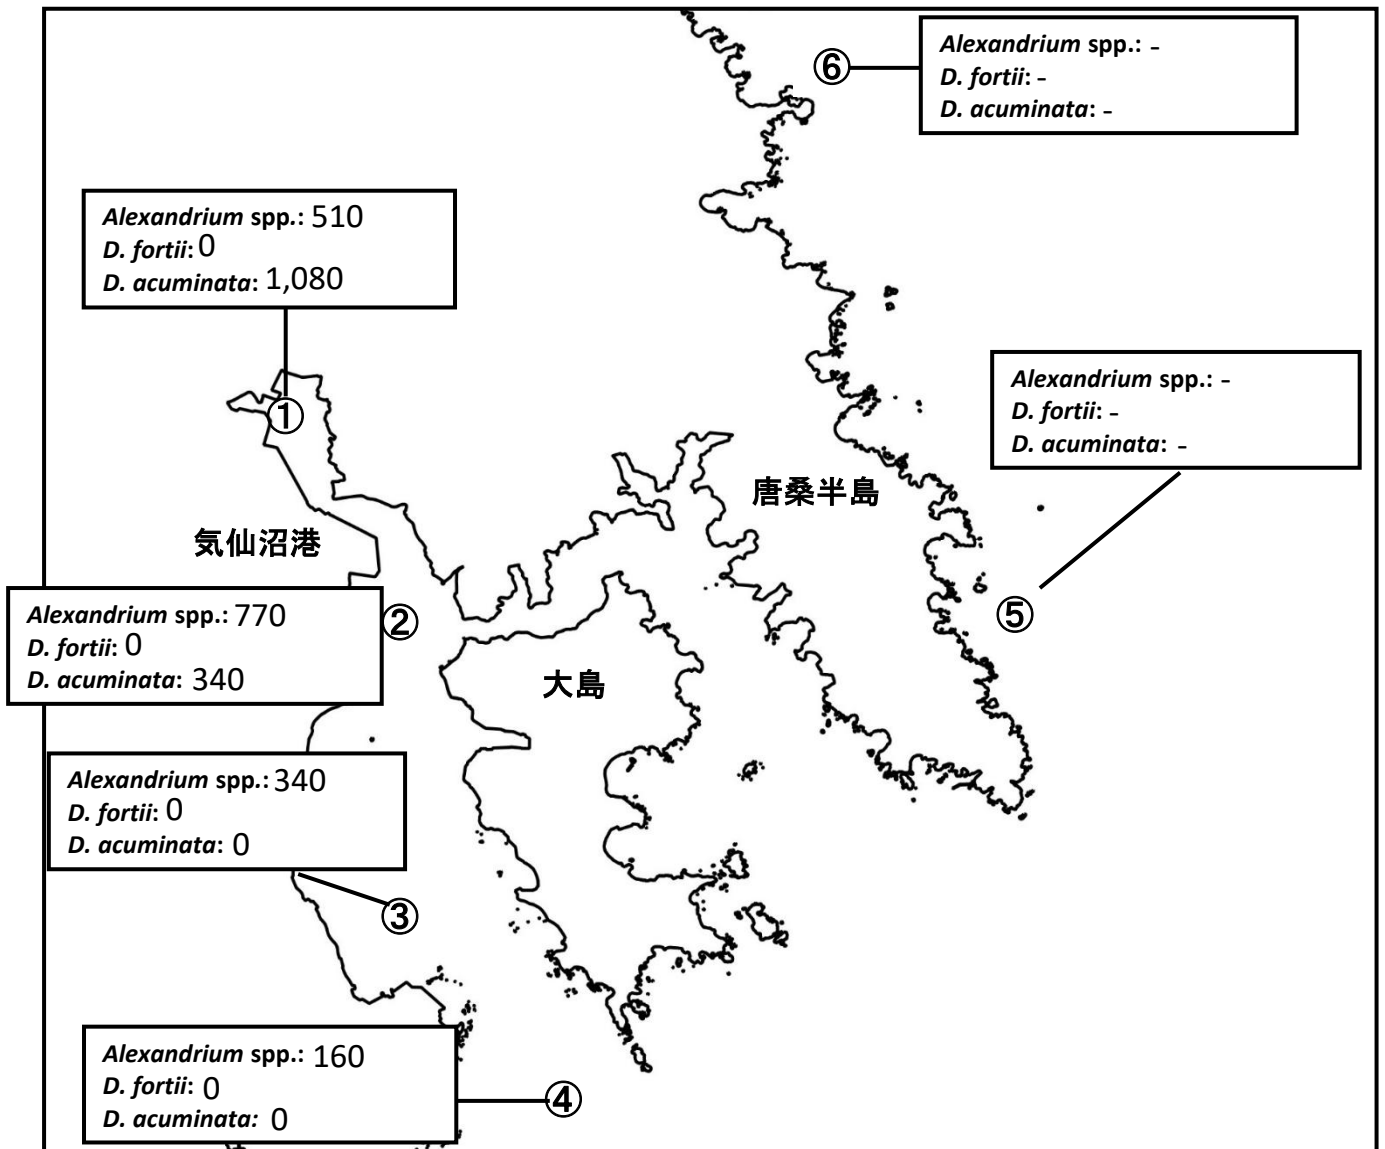 ⑥
Alexandrium spp.: -
D. fortii: -
D. acuminata: -
Alexandrium spp.: 510
D. fortii: 0
D. acuminata: 1,080
①
Alexandrium spp.: -
D. fortii: -
D. acuminata: -
唐桑半島
気仙沼港
Alexandrium spp.: 770
D. fortii: 0
D. acuminata: 340
②
⑤
大島
Alexandrium spp.: 340
D. fortii: 0
D. acuminata: 0
③
Alexandrium spp.: 160
D. fortii: 0
D. acuminata: 0
④